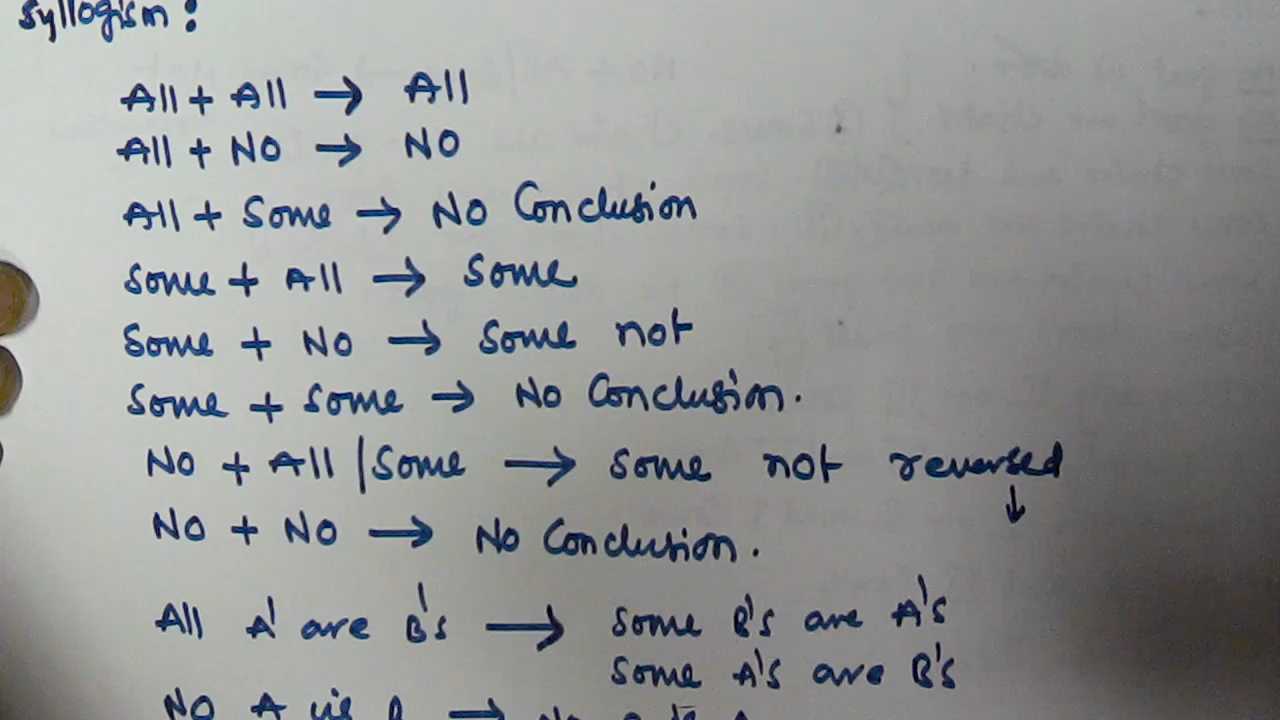 Syllogism:
All + All → All
All + NO → NO
All + Some → NO Conclusion
Some + All → Some
Some + NO → Some not
Some + Some → No Conclusion.
No + All | Some → Some not reversed
↓
No + No → No Conclusion.
All A' are B's → Some B's are A's
Some A's are B's
NO A is